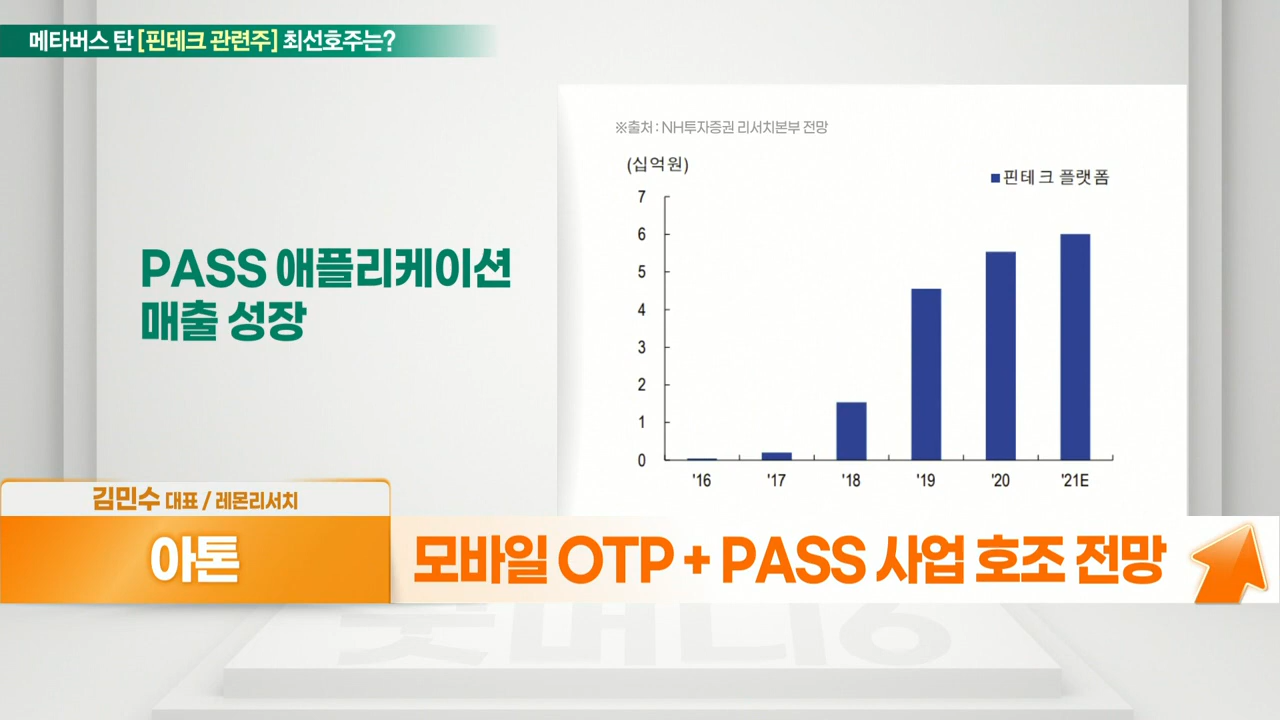 메타버스 탄 [핀테크 관련주] 최선호주는?
※출처 : NH투자증권 리서치본부 전망
(십억원)
핀테크 플랫폼
7
6
5
4
3
2
1
0
'16 '17 '18 '19 '20 '21E
PASS 애플리케이션
매출 성장
김민수 대표 / 레몬리서치
아톤
모바일 OTP + PASS 사업 호조 전망